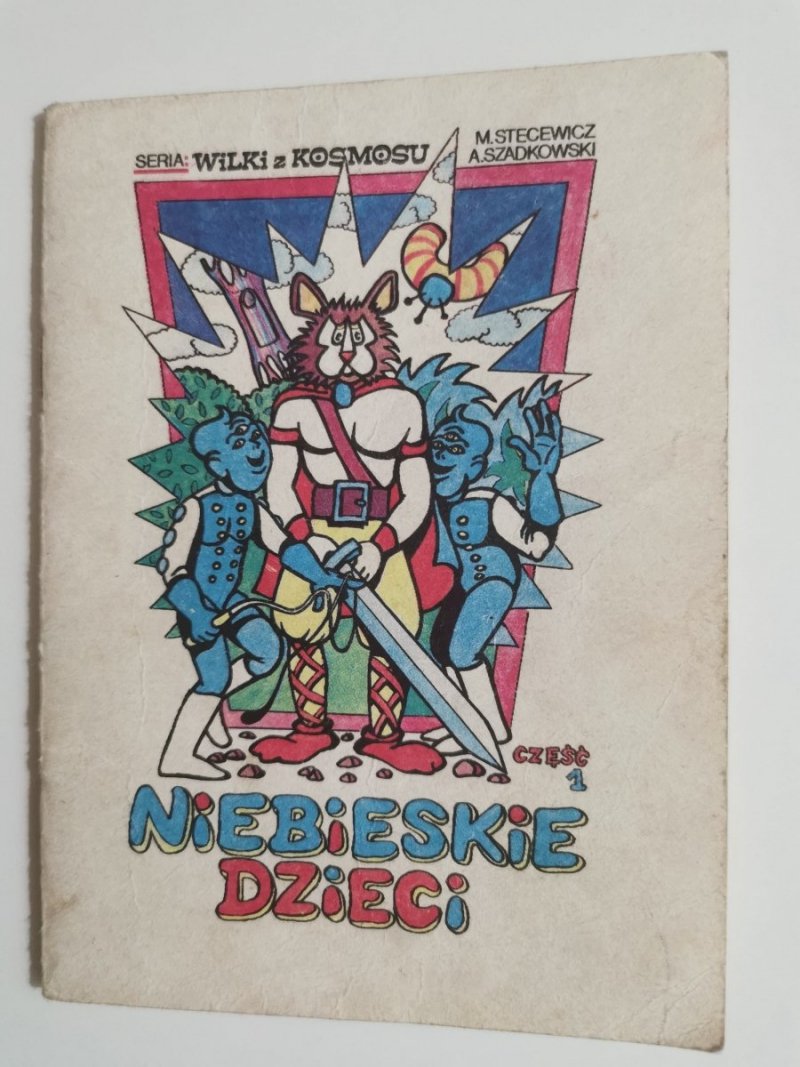 SERIA: WiLKi z KOSMOSU
M. STECEWICZ
A. SZADKOWSKI
CZĘŚĆ
1
NiEBiESKiE
DZiECi